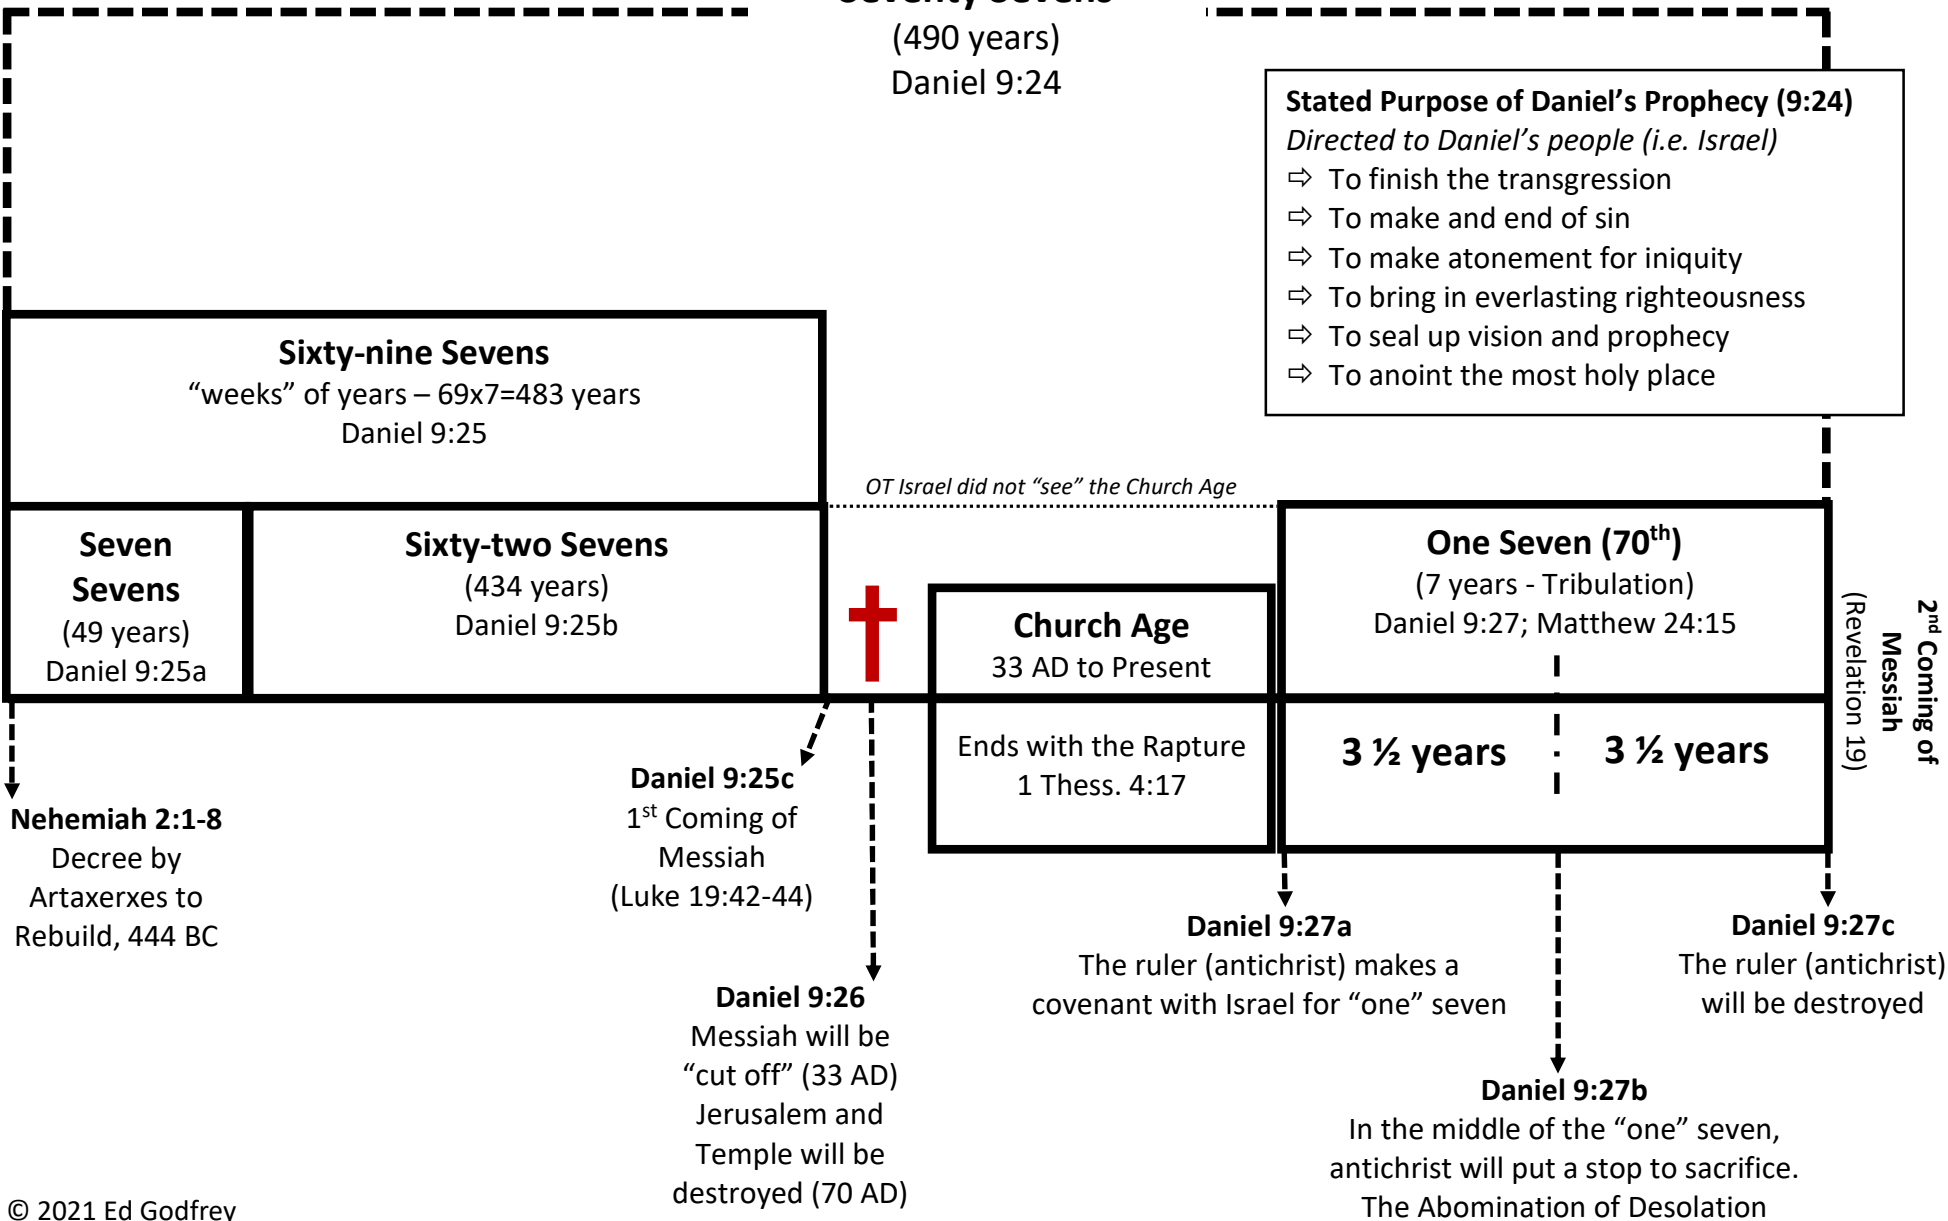 Seventy Sevens
(490 years)
Daniel 9:24
Stated Purpose of Daniel’s Prophecy (9:24)
Directed to Daniel’s people (i.e. Israel)
⇨ To finish the transgression
⇨ To make and end of sin
⇨ To make atonement for iniquity
⇨ To bring in everlasting righteousness
⇨ To seal up vision and prophecy
⇨ To anoint the most holy place
Sixty-nine Sevens
“weeks” of years – 69x7=483 years
Daniel 9:25
OT Israel did not “see” the Church Age
Seven
Sevens
(49 years)
Daniel 9:25a
Sixty-two Sevens
(434 years)
Daniel 9:25b
Church Age
33 AD to Present
Ends with the Rapture
1 Thess. 4:17
One Seven (70th)
(7 years - Tribulation)
Daniel 9:27; Matthew 24:15
3 ½ years
3 ½ years
2nd Coming of
Messiah
(Revelation 19)
Nehemiah 2:1-8
Decree by
Artaxerxes to
Rebuild, 444 BC
Daniel 9:25c
1st Coming of
Messiah
(Luke 19:42-44)
Daniel 9:26
Messiah will be
“cut off” (33 AD)
Jerusalem and
Temple will be
destroyed (70 AD)
Daniel 9:27a
The ruler (antichrist) makes a
covenant with Israel for “one” seven
Daniel 9:27b
In the middle of the “one” seven,
antichrist will put a stop to sacrifice.
The Abomination of Desolation
Daniel 9:27c
The ruler (antichrist)
will be destroyed
© 2021 Ed Godfrey